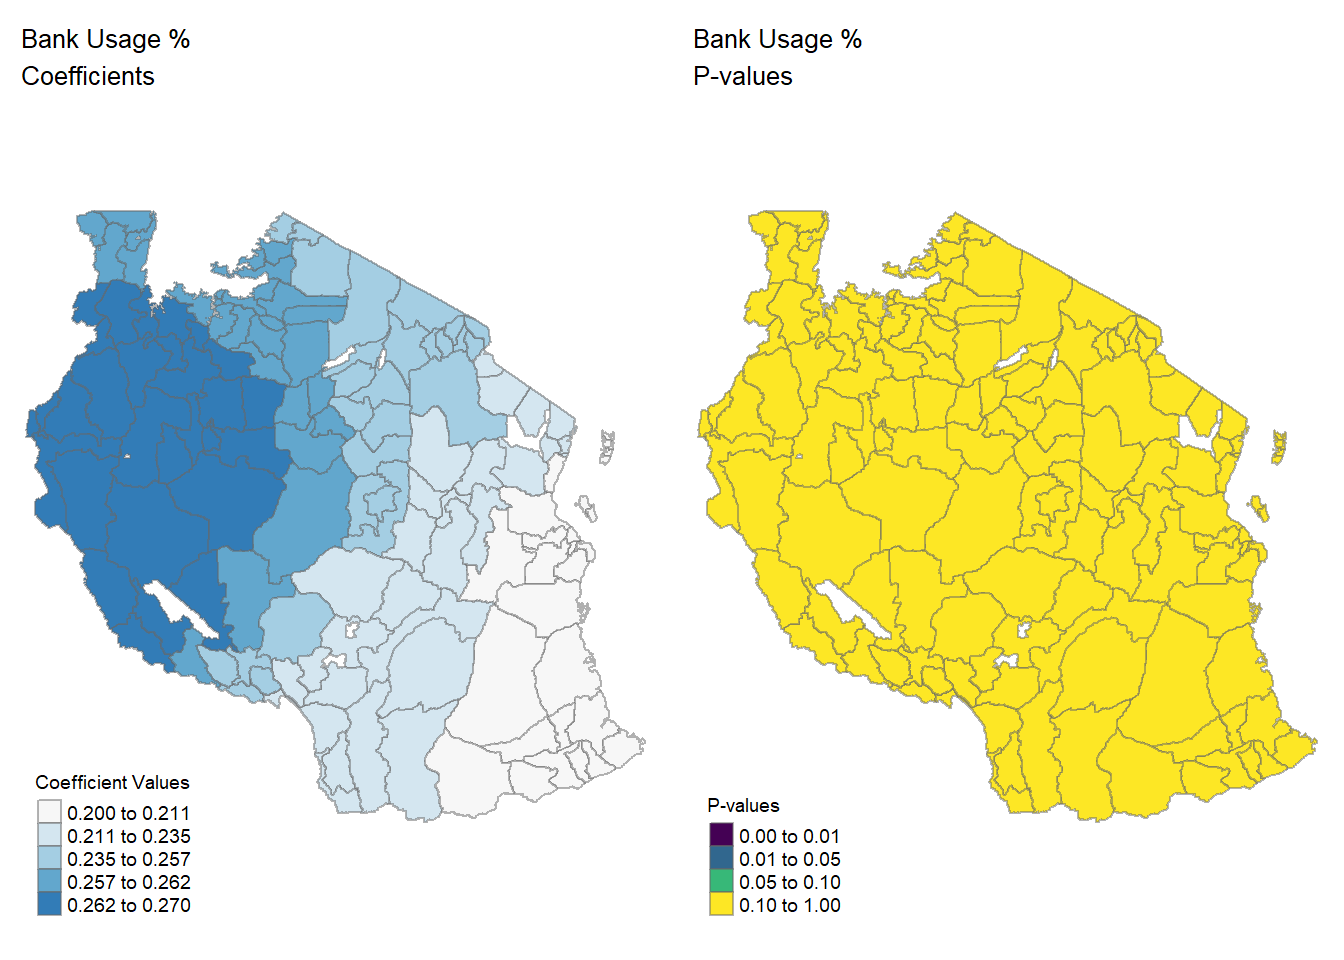 Bank Usage %
Coefficients
Bank Usage %
P-values
Coefficient Values
0.200 to 0.211
0.211 to 0.235
0.235 to 0.257
0.257 to 0.262
0.262 to 0.270
P-values
0.00 to 0.01
0.01 to 0.05
0.05 to 0.10
0.10 to 1.00